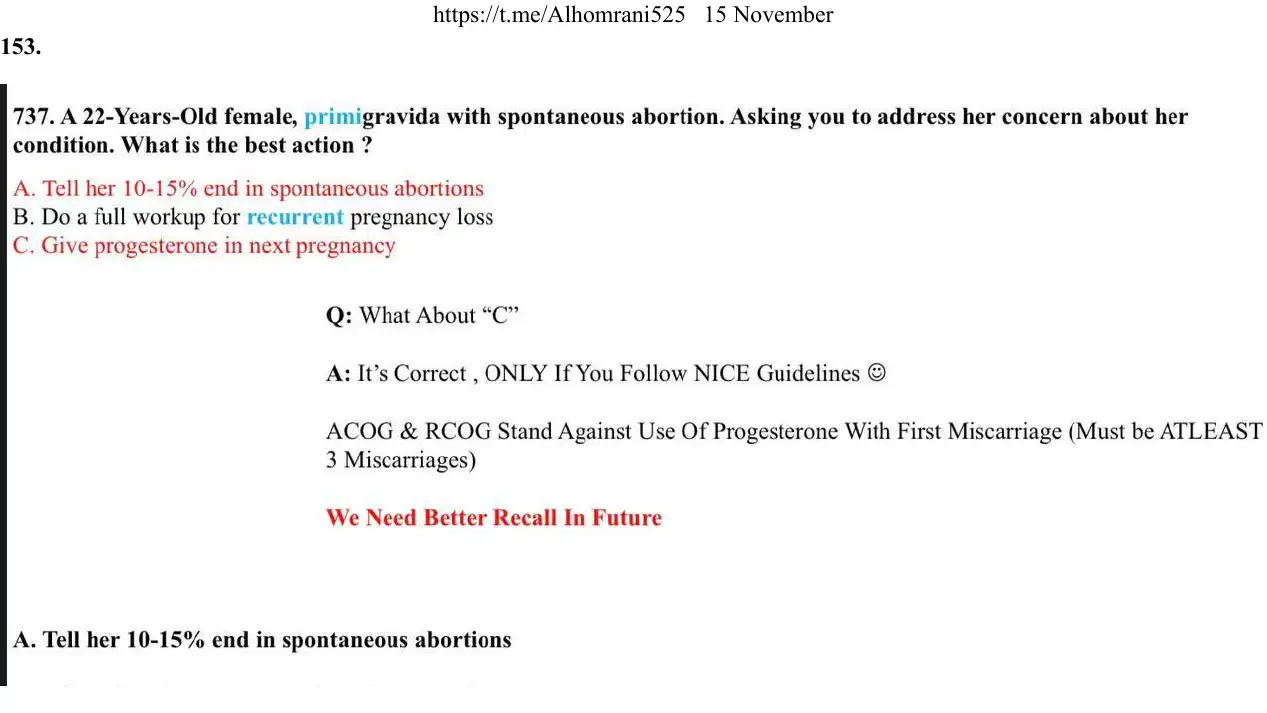 https://t.me/Alhomrani525 15 November
153.
737. A 22-Years-Old female, primigravida with spontaneous abortion. Asking you to address her concern about her
condition. What is the best action ?
A. Tell her 10-15% end in spontaneous abortions
B. Do a full workup for recurrent pregnancy loss
C. Give progesterone in next pregnancy
Q: What About “C”
A: It’s Correct , ONLY If You Follow NICE Guidelines ☺
ACOG & RCOG Stand Against Use Of Progesterone With First Miscarriage (Must be ATLEAST
3 Miscarriages)
We Need Better Recall In Future
A. Tell her 10-15% end in spontaneous abortions